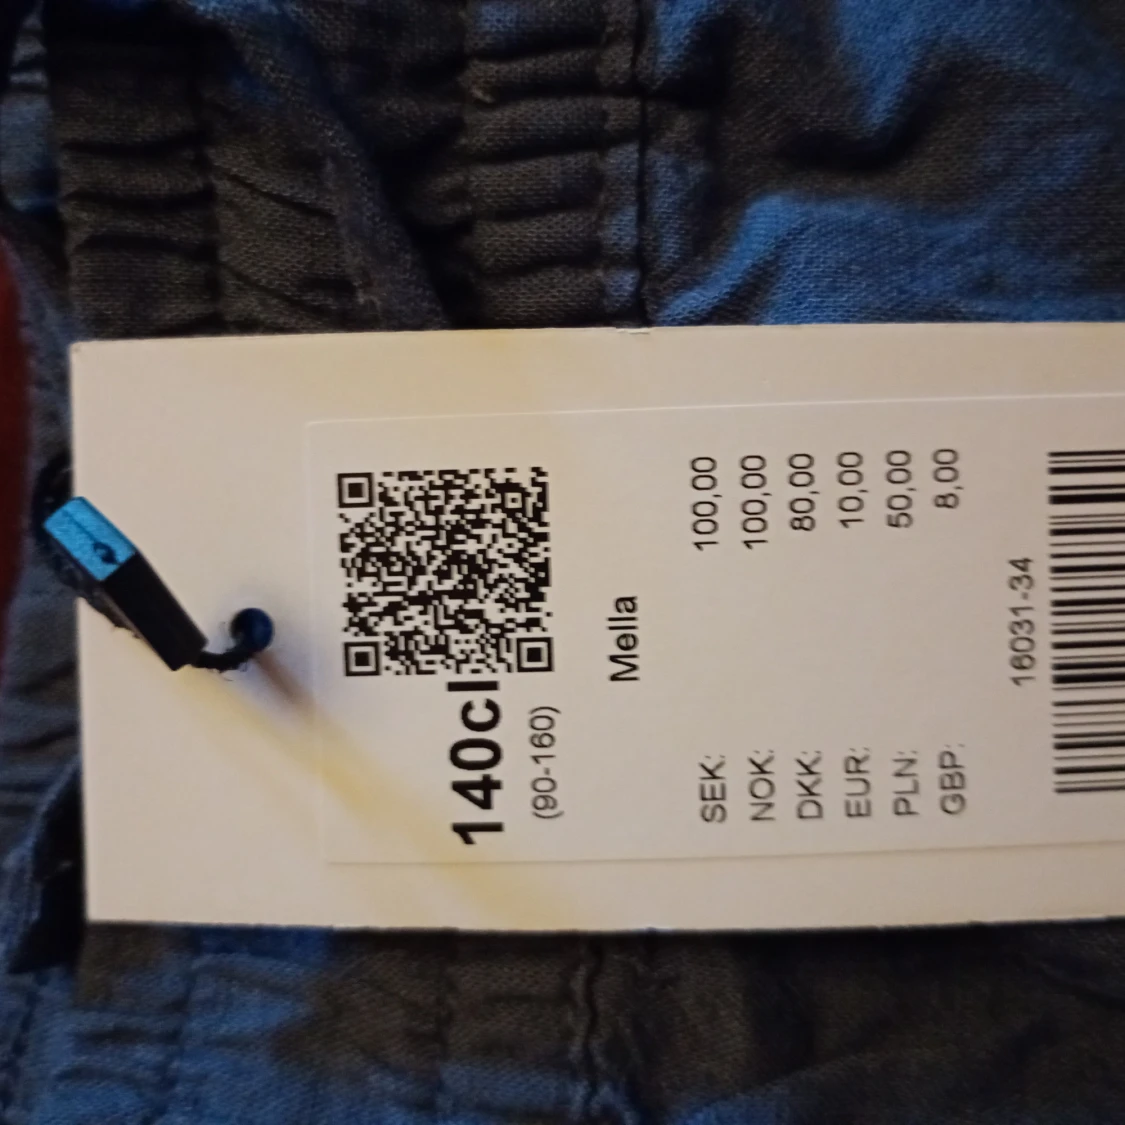 140cl
(90-160)
Mella
SEK: 100,00
NOK: 100,00
DKK: 80,00
EUR: 10,00
PLN: 50,00
GBP: 8,00
16031-34